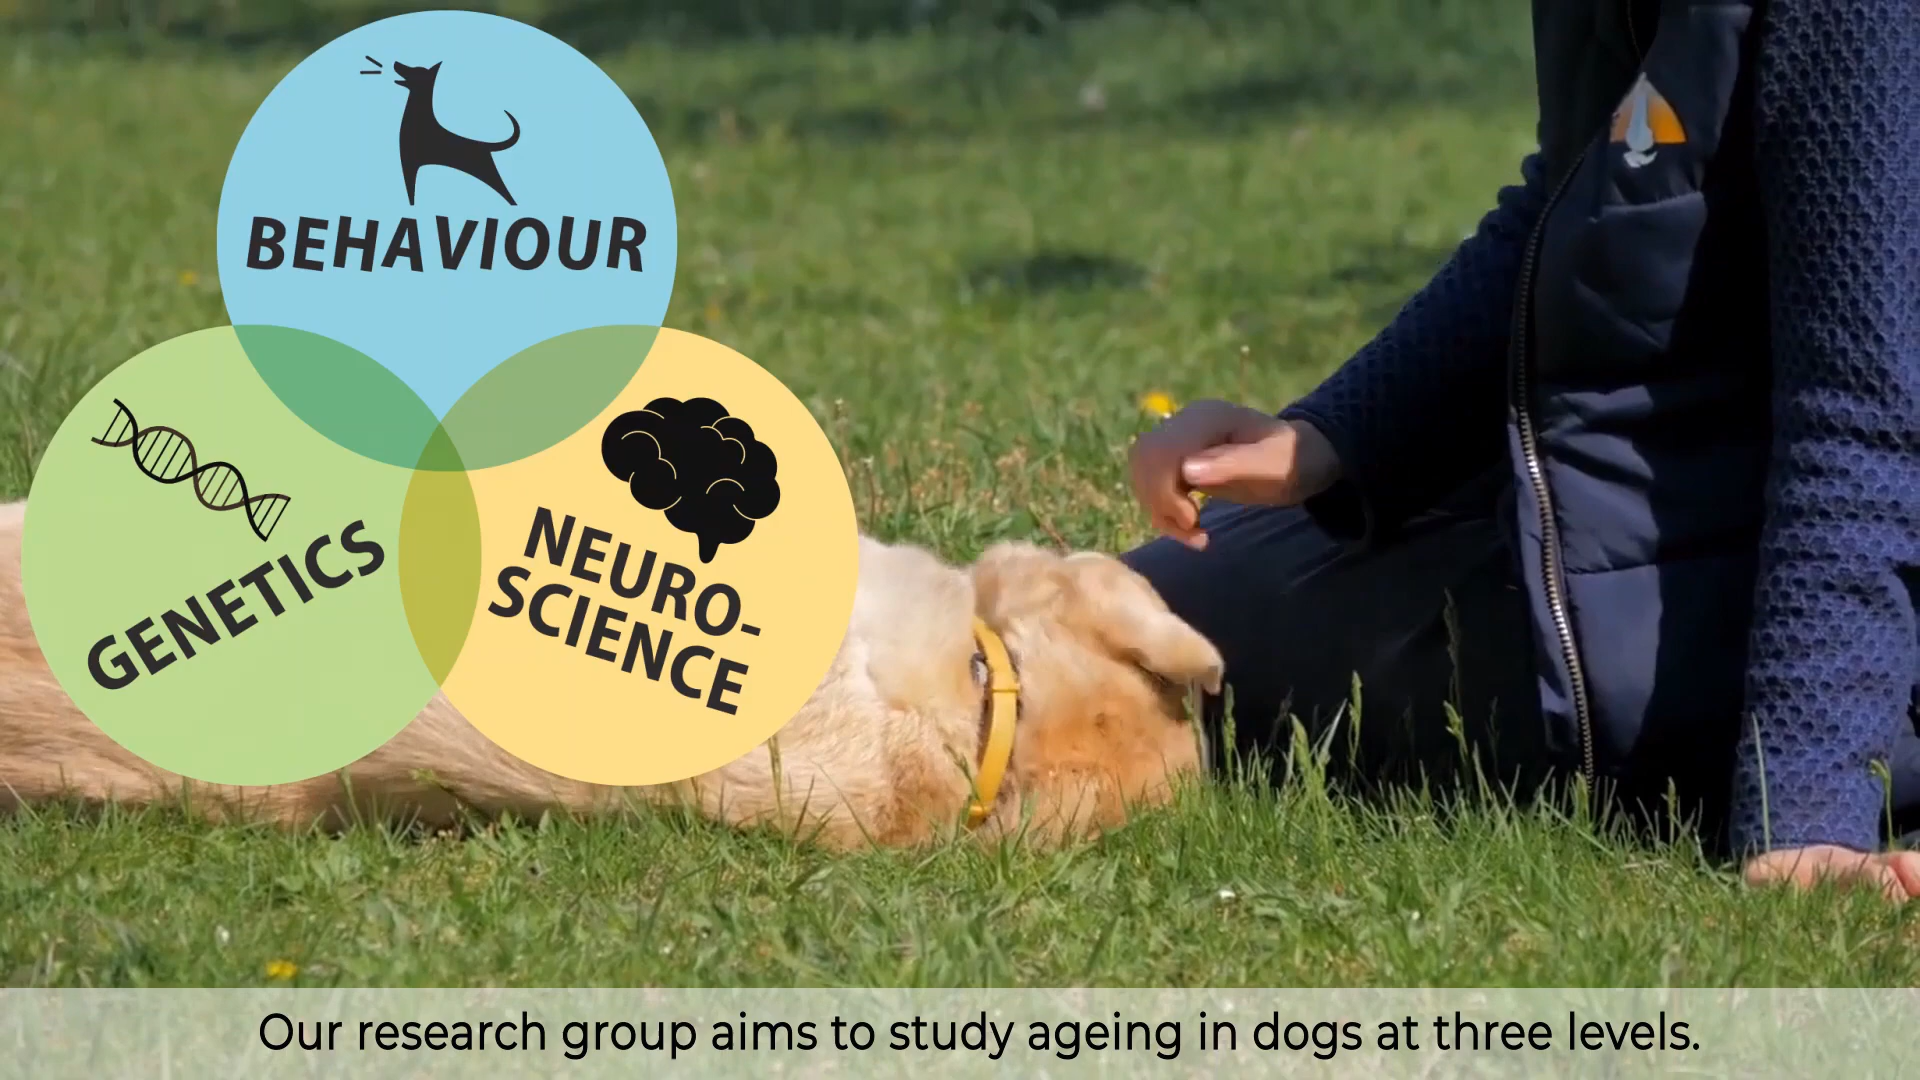 BEHAVIOUR
GENETICS
NEURO-
SCIENCE
Our research group aims to study ageing in dogs at three levels.